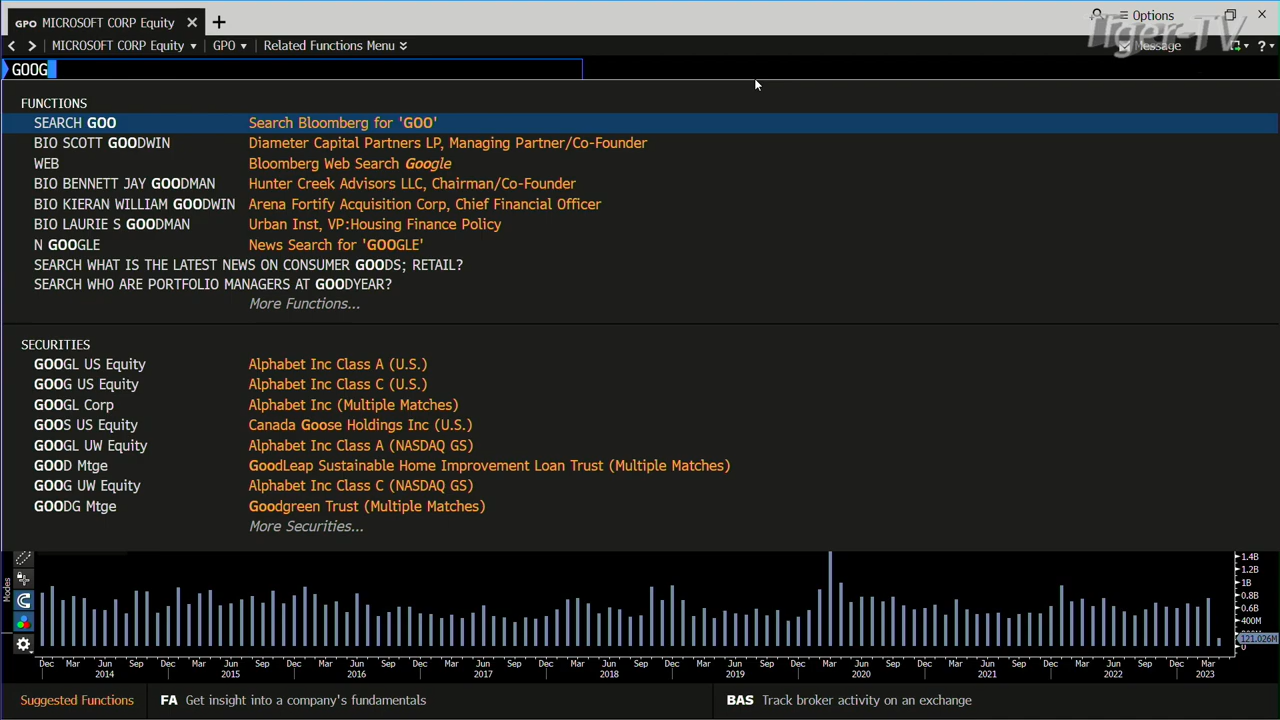 GPO MICROSOFT CORP Equity × +
Options
< > MICROSOFT CORP Equity ▾ GPO ▾ Related Functions Menu
Message
Tiger-TV
GOOG
FUNCTIONS
SEARCH GOO Search Bloomberg for 'GOO'
BIO SCOTT GOODWIN Diameter Capital Partners LP, Managing Partner/Co-Founder
WEB Bloomberg Web Search Google
BIO BENNETT JAY GOODMAN Hunter Creek Advisors LLC, Chairman/Co-Founder
BIO KIERAN WILLIAM GOODWIN Arena Fortify Acquisition Corp, Chief Financial Officer
BIO LAURIE S GOODMAN Urban Inst, VP:Housing Finance Policy
N GOOGLE News Search for 'GOOGLE'
SEARCH WHAT IS THE LATEST NEWS ON CONSUMER GOODS; RETAIL?
SEARCH WHO ARE PORTFOLIO MANAGERS AT GOODYEAR?
More Functions...
SECURITIES
GOOGL US Equity Alphabet Inc Class A (U.S.)
GOOG US Equity Alphabet Inc Class C (U.S.)
GOOGL Corp Alphabet Inc (Multiple Matches)
GOOS US Equity Canada Goose Holdings Inc (U.S.)
GOOGL UW Equity Alphabet Inc Class A (NASDAQ GS)
GOOD Mtge GoodLeap Sustainable Home Improvement Loan Trust (Multiple Matches)
GOOG UW Equity Alphabet Inc Class C (NASDAQ GS)
GOODG Mtge Goodgreen Trust (Multiple Matches)
More Securities...
Modes
1.4B
1.2B
1B
0.8B
0.6B
400M
121.026M
0
Dec Mar Jun Sep Dec Mar Jun Sep Dec Mar Jun Sep Dec Mar Jun Sep Dec Mar Jun Sep Dec Mar Jun Sep Dec Mar Jun Sep Dec Mar Jun Sep Dec Mar Jun Sep Dec Mar
2014 2015 2016 2017 2018 2019 2020 2021 2022 2023
Suggested Functions FA Get insight into a company's fundamentals BAS Track broker activity on an exchange